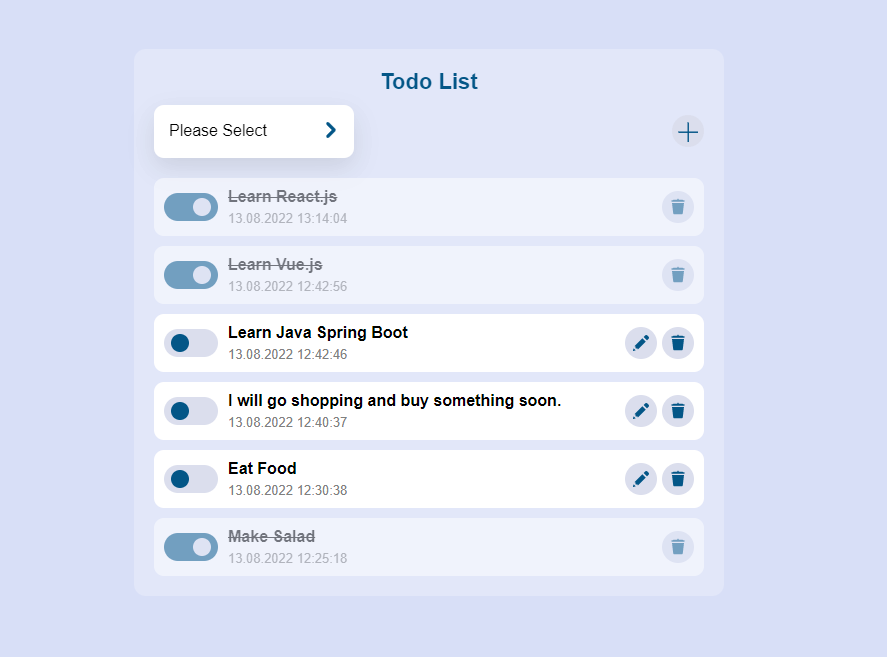 Todo List
Please Select
Learn React.js
13.08.2022 13:14:04
Learn Vue.js
13.08.2022 12:42:56
Learn Java Spring Boot
13.08.2022 12:42:46
I will go shopping and buy something soon.
13.08.2022 12:40:37
Eat Food
13.08.2022 12:30:38
Make Salad
13.08.2022 12:25:18